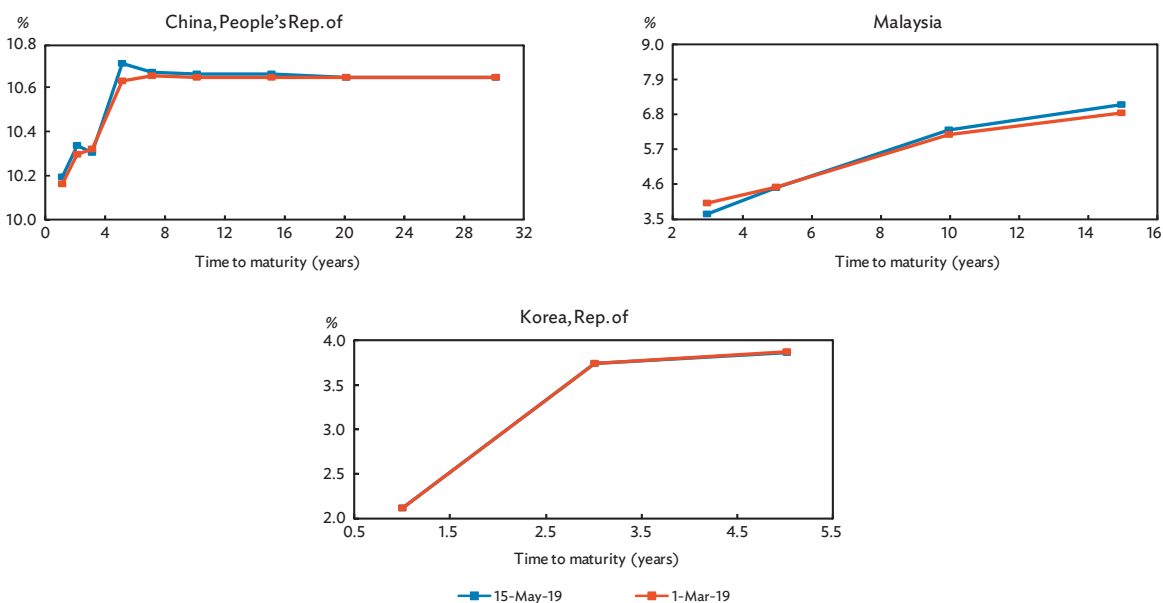 China, People's Rep. of
%
10.8
10.6
10.4
10.2
10.0
0 4 8 12 16 20 24 28 32
Time to maturity (years)
Malaysia
%
9.0
7.9
6.8
5.7
4.6
3.5
2 4 6 8 10 12 14 16
Time to maturity (years)
Korea, Rep. of
%
4.0
3.5
3.0
2.5
2.0
0.5 1.5 2.5 3.5 4.5 5.5
Time to maturity (years)
15-May-19 1-Mar-19